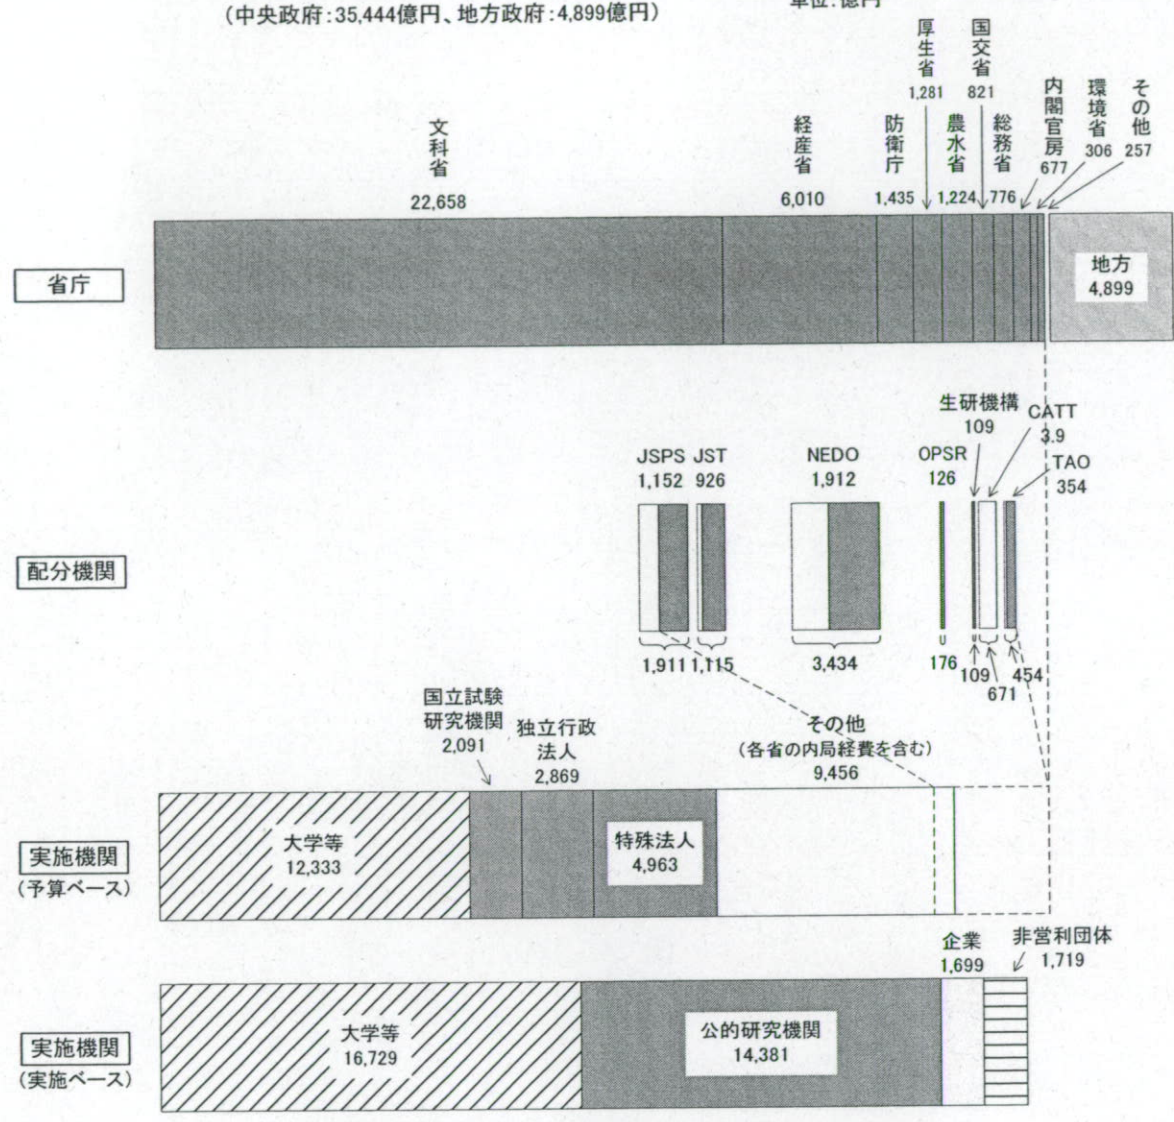 (中央政府:35,444億円、地方政府:4,899億円)
単位:億円
厚生省
1,281
国交省
821
文科省
22,658
経産省
6,010
防衛庁
1,435
農水省
1,224
総務省
776
内閣官房
677
環境省
306
その他
257
省庁
地方
4,899
JSPS
1,152
JST
926
NEDO
1,912
OPSR
126
生研機構
109
CATT
3.9
TAO
354
配分機関
1,911
1,115
3,434
176
109
671
454
国立試験
研究機関
2,091
独立行政
法人
2,869
その他
(各省の内局経費を含む)
9,456
実施機関
(予算ベース)
大学等
12,333
特殊法人
4,963
企業
1,699
非営利団体
1,719
実施機関
(実施ベース)
大学等
16,729
公的研究機関
14,381